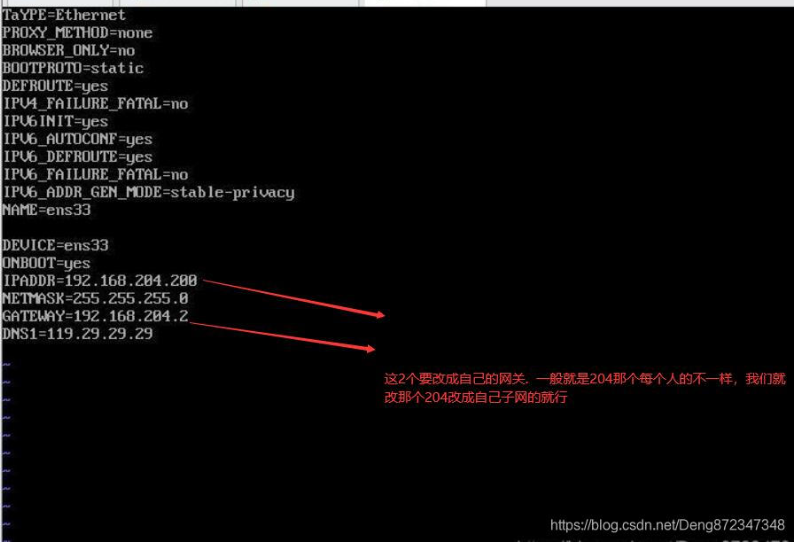 TaYPE=Ethernet
PROXY_METHOD=none
BROWSER_ONLY=no
BOOTPROTO=static
DEFROUTE=yes
IPV4_FAILURE_FATAL=no
IPV6INIT=yes
IPV6_AUTOCONF=yes
IPV6_DEFROUTE=yes
IPV6_FAILURE_FATAL=no
IPV6_ADDR_GEN_MODE=stable-privacy
NAME=ens33
DEVICE=ens33
ONBOOT=yes
IPADDR=192.168.204.200
NETMASK=255.255.255.0
GATEWAY=192.168.204.2
DNS1=119.29.29.29
~
~
这2个要改成自己的网关. 一般就是204那个每个人的不一样，我们就
改那个204改成自己子网的就行
~
~
~
~
~
~
~
~
https://blog.csdn.net/Deng872347348